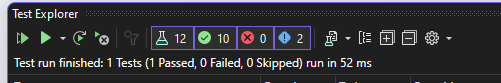 Test Explorer
12 10 0 2
Test run finished: 1 Tests (1 Passed, 0 Failed, 0 Skipped) run in 52 ms